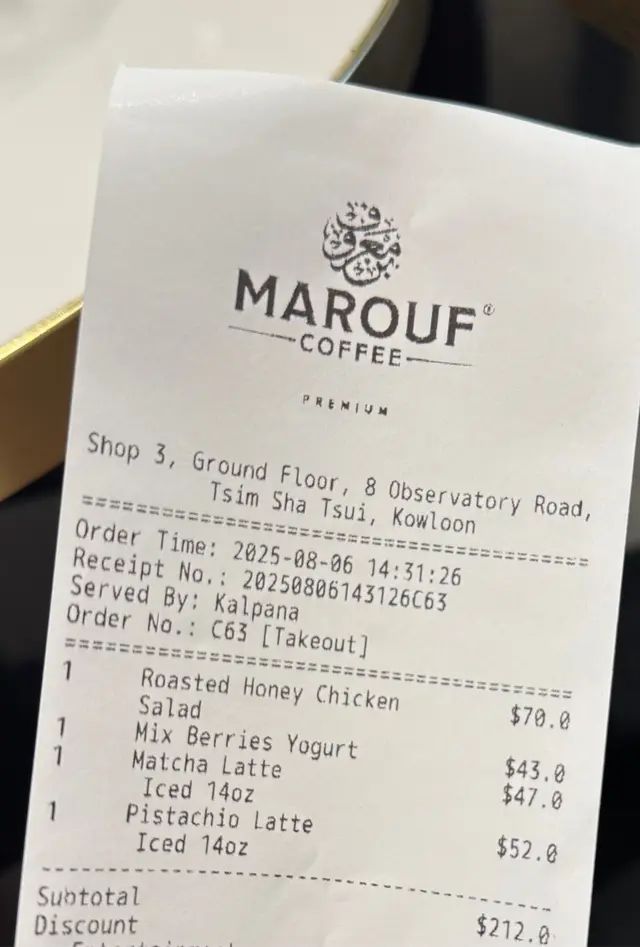 معروف
MAROUF®
COFFEE
PREMIUM
Shop 3, Ground Floor, 8 Observatory Road,
Tsim Sha Tsui, Kowloon
=========================================
Order Time: 2025-08-06 14:31:26
Receipt No.: 20250806143126C63
Served By: Kalpana
Order No.: C63 [Takeout]
=========================================
1 Roasted Honey Chicken $70.0
Salad
1 Mix Berries Yogurt $43.0
1 Matcha Latte $47.0
Iced 14oz
1 Pistachio Latte $52.0
Iced 14oz
-----------------------------------------
Subtotal $212.0
Discount